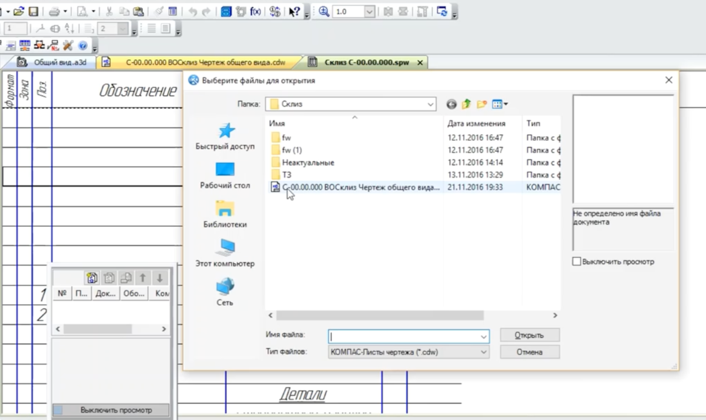 1.0
1
2
Общий вид.a3d
С-00.00.000 ВОСклиз Чертеж общего вида.cdw
Склиз С-00.00.000.spw
Формат
Зона
Поз
Обозначение
Выберите файлы для открытия
Папка: Склиз
Имя
Дата изменения
Тип
fw 12.11.2016 16:47 Папка с ф
fw (1) 12.11.2016 16:47 Папка с ф
Неактуальные 12.11.2016 14:14 Папка с ф
ТЗ 13.11.2016 13:29 Папка с ф
С-00.00.000 ВОСклиз Чертеж общего вида... 21.11.2016 19:33 КОМПАС
Быстрый доступ
Рабочий стол
Библиотеки
Этот компьютер
Сеть
Не определено имя файла
документа
Выключить просмотр
Имя файла:
Открыть
Тип файлов: КОМПАС-Листы чертежа (*.cdw)
Отмена
1
2
№ П... Док... Обо... Ком
Выключить просмотр
Детали